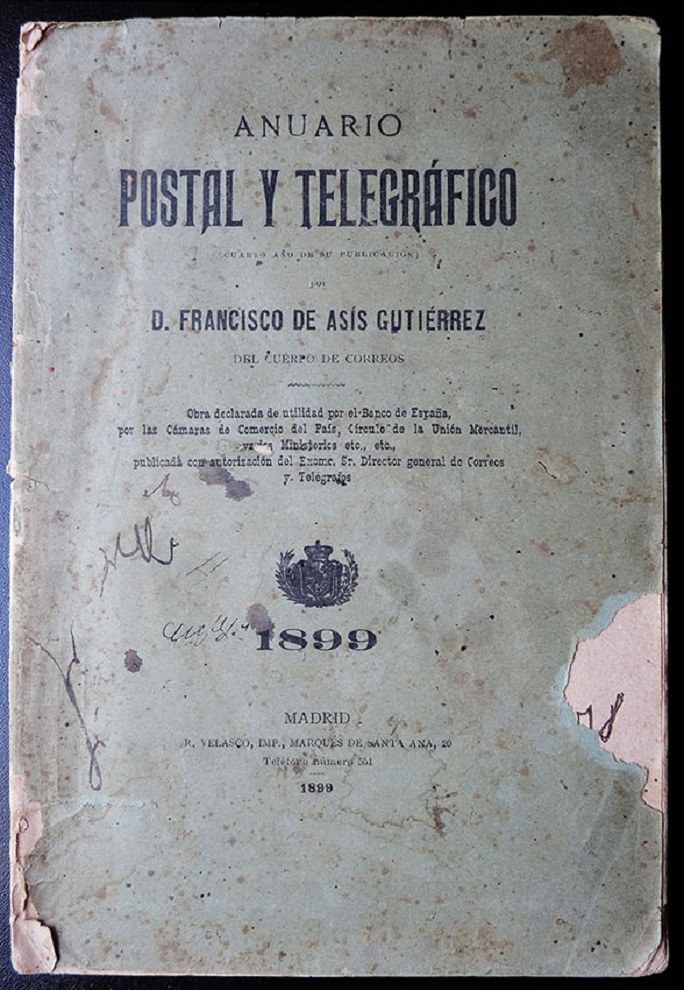 ANUARIO
POSTAL Y TELEGRÁFICO
(CUARTO AÑO DE SU PUBLICACIÓN)
POR
D. FRANCISCO DE ASÍS GUTIÉRREZ
DEL CUERPO DE CORREOS
Obra declarada de utilidad por el Banco de España,
por las Cámaras de Comercio del País, Círculo de la Unión Mercantil,
varios Ministerios etc., etc.,
publicada con autorización del Excmo. Sr. Director general de Correos
y Telégrafos
1899
MADRID
R. VELASCO, IMP., MARQUÉS DE SANTA ANA, 20
Teléfono número 551
1899